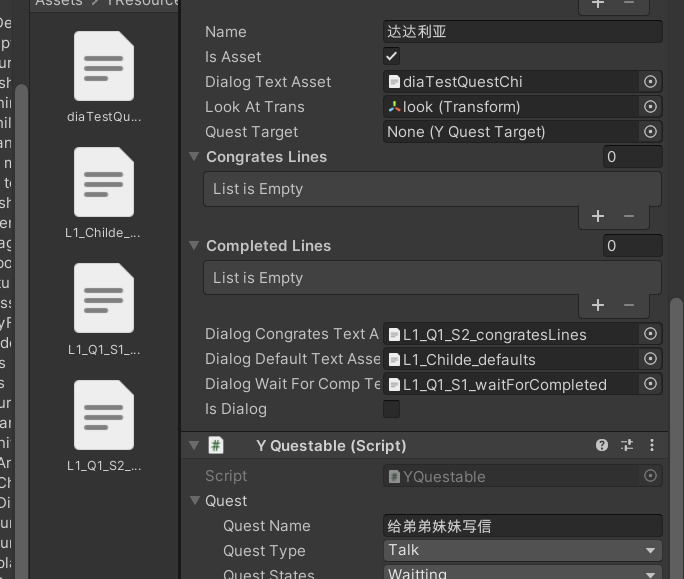 Assets > YResource
diaTestQu...
L1_Childe_...
L1_Q1_S1_...
L1_Q1_S2_...
Name 达达利亚
Is Asset
Dialog Text Asset diaTestQuestChi
Look At Trans look (Transform)
Quest Target None (Y Quest Target)
Congrates Lines 0
List is Empty
+ −
Completed Lines 0
List is Empty
+ −
Dialog Congrates Text A L1_Q1_S2_congratesLines
Dialog Default Text Asse L1_Childe_defaults
Dialog Wait For Comp Te L1_Q1_S1_waitForCompleted
Is Dialog
# Y Questable (Script)
Script # YQuestable
Quest
Quest Name 给弟弟妹妹写信
Quest Type Talk
Quest States Waitting